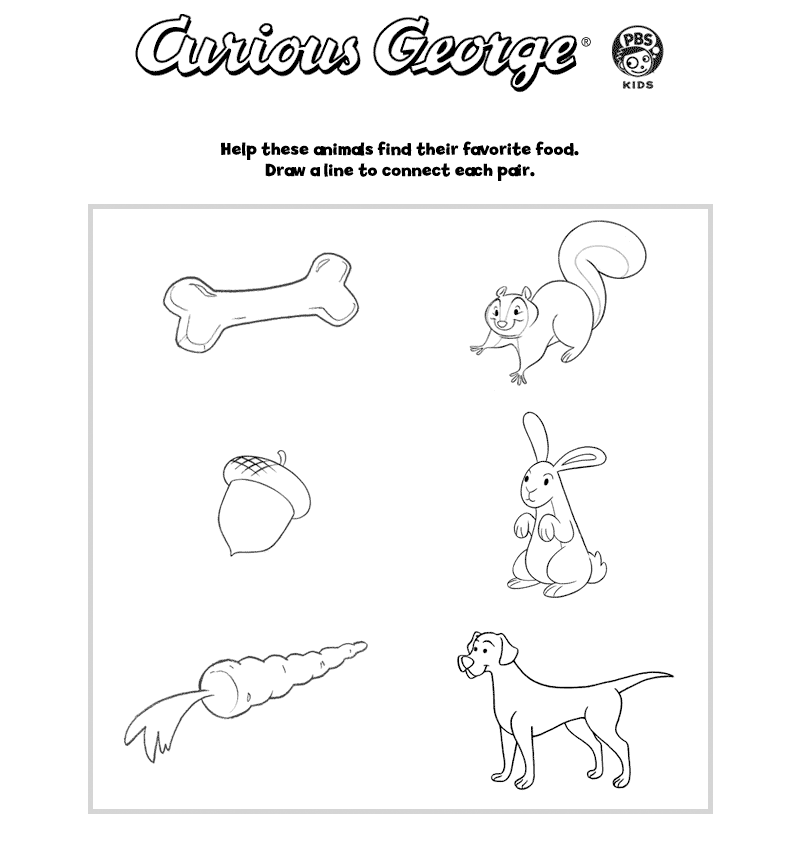 Curious George®
PBS
KIDS
Help these animals find their favorite food.
Draw a line to connect each pair.